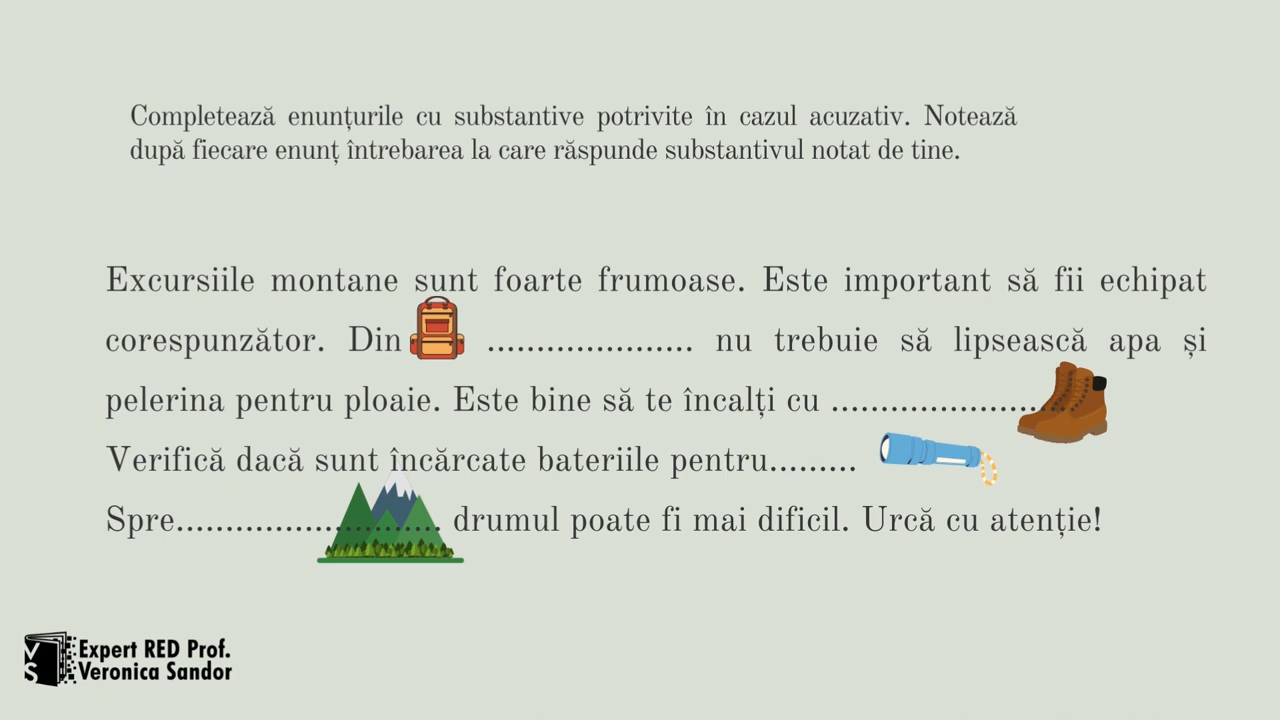 Completează enunțurile cu substantive potrivite în cazul acuzativ. Notează
după fiecare enunț întrebarea la care răspunde substantivul notat de tine.
Excursiile montane sunt foarte frumoase. Este important să fii echipat
corespunzător. Din ..................... nu trebuie să lipsească apa și
pelerina pentru ploaie. Este bine să te încalți cu ........................
Verifică dacă sunt încărcate bateriile pentru.........
Spre........................... drumul poate fi mai dificil. Urcă cu atenție!
VS
Expert RED Prof.
Veronica Sandor